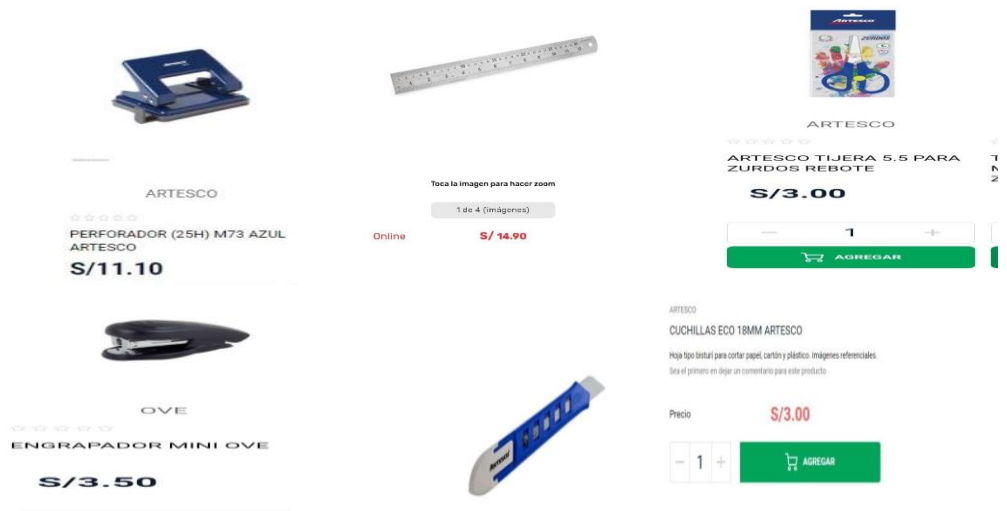 ARTESCO
PERFORADOR (25H) M73 AZUL
ARTESCO
S/11.10
Toca la imagen para hacer zoom
1 de 4 (imágenes)
Online S/ 14.90
ARTESCO
ZURDOS
ARTESCO
ARTESCO TIJERA 5.5 PARA
ZURDOS REBOTE
S/3.00
1
AGREGAR
OVE
ENGRAPADOR MINI OVE
S/3.50
ARTESCO
ARTESCO
CUCHILLAS ECO 18MM ARTESCO
Hoja tipo bisturí para cortar papel, cartón y plástico. Imágenes referenciales.
Sea el primero en dejar un comentario para este producto
Precio S/3.00
1
AGREGAR